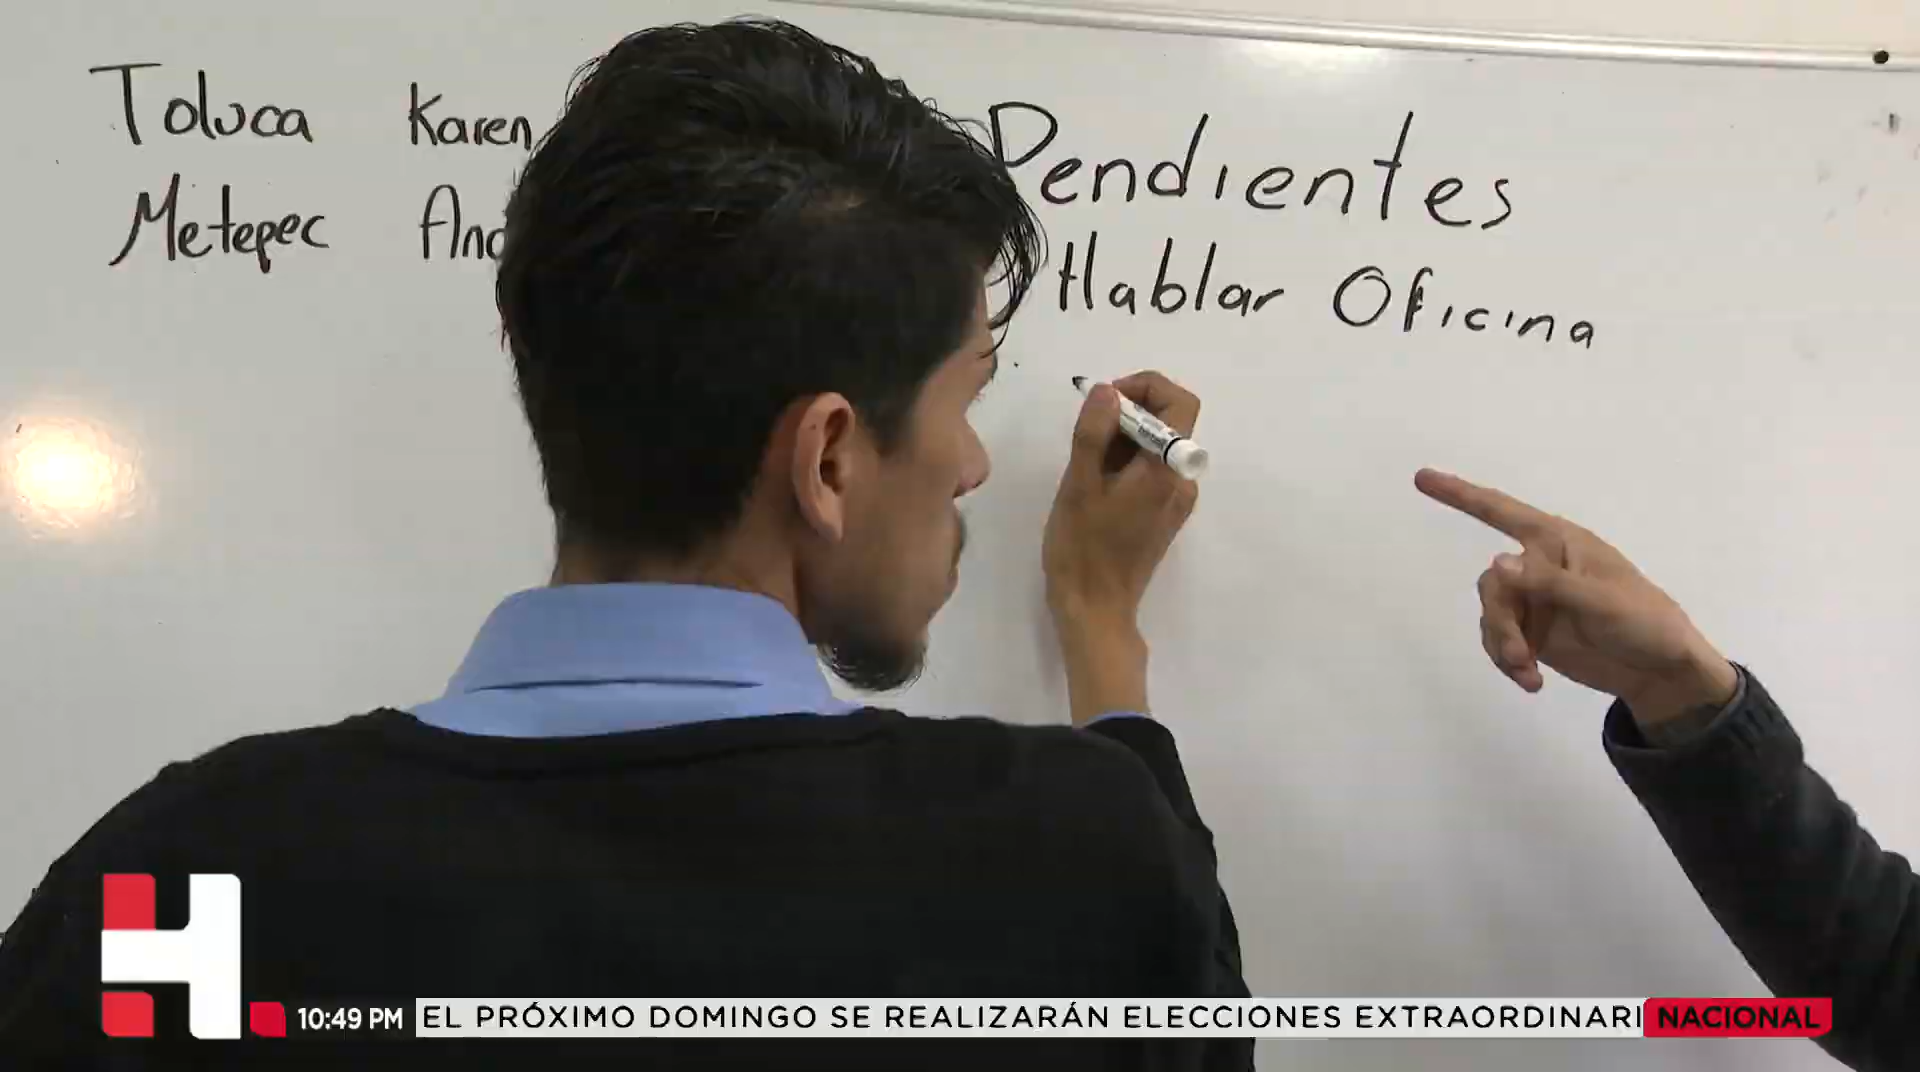 Toluca Karen
Metepec
Pendientes
Hablar Oficina
H
10:49 PM EL PRÓXIMO DOMINGO SE REALIZARÁN ELECCIONES EXTRAORDINARI NACIONAL